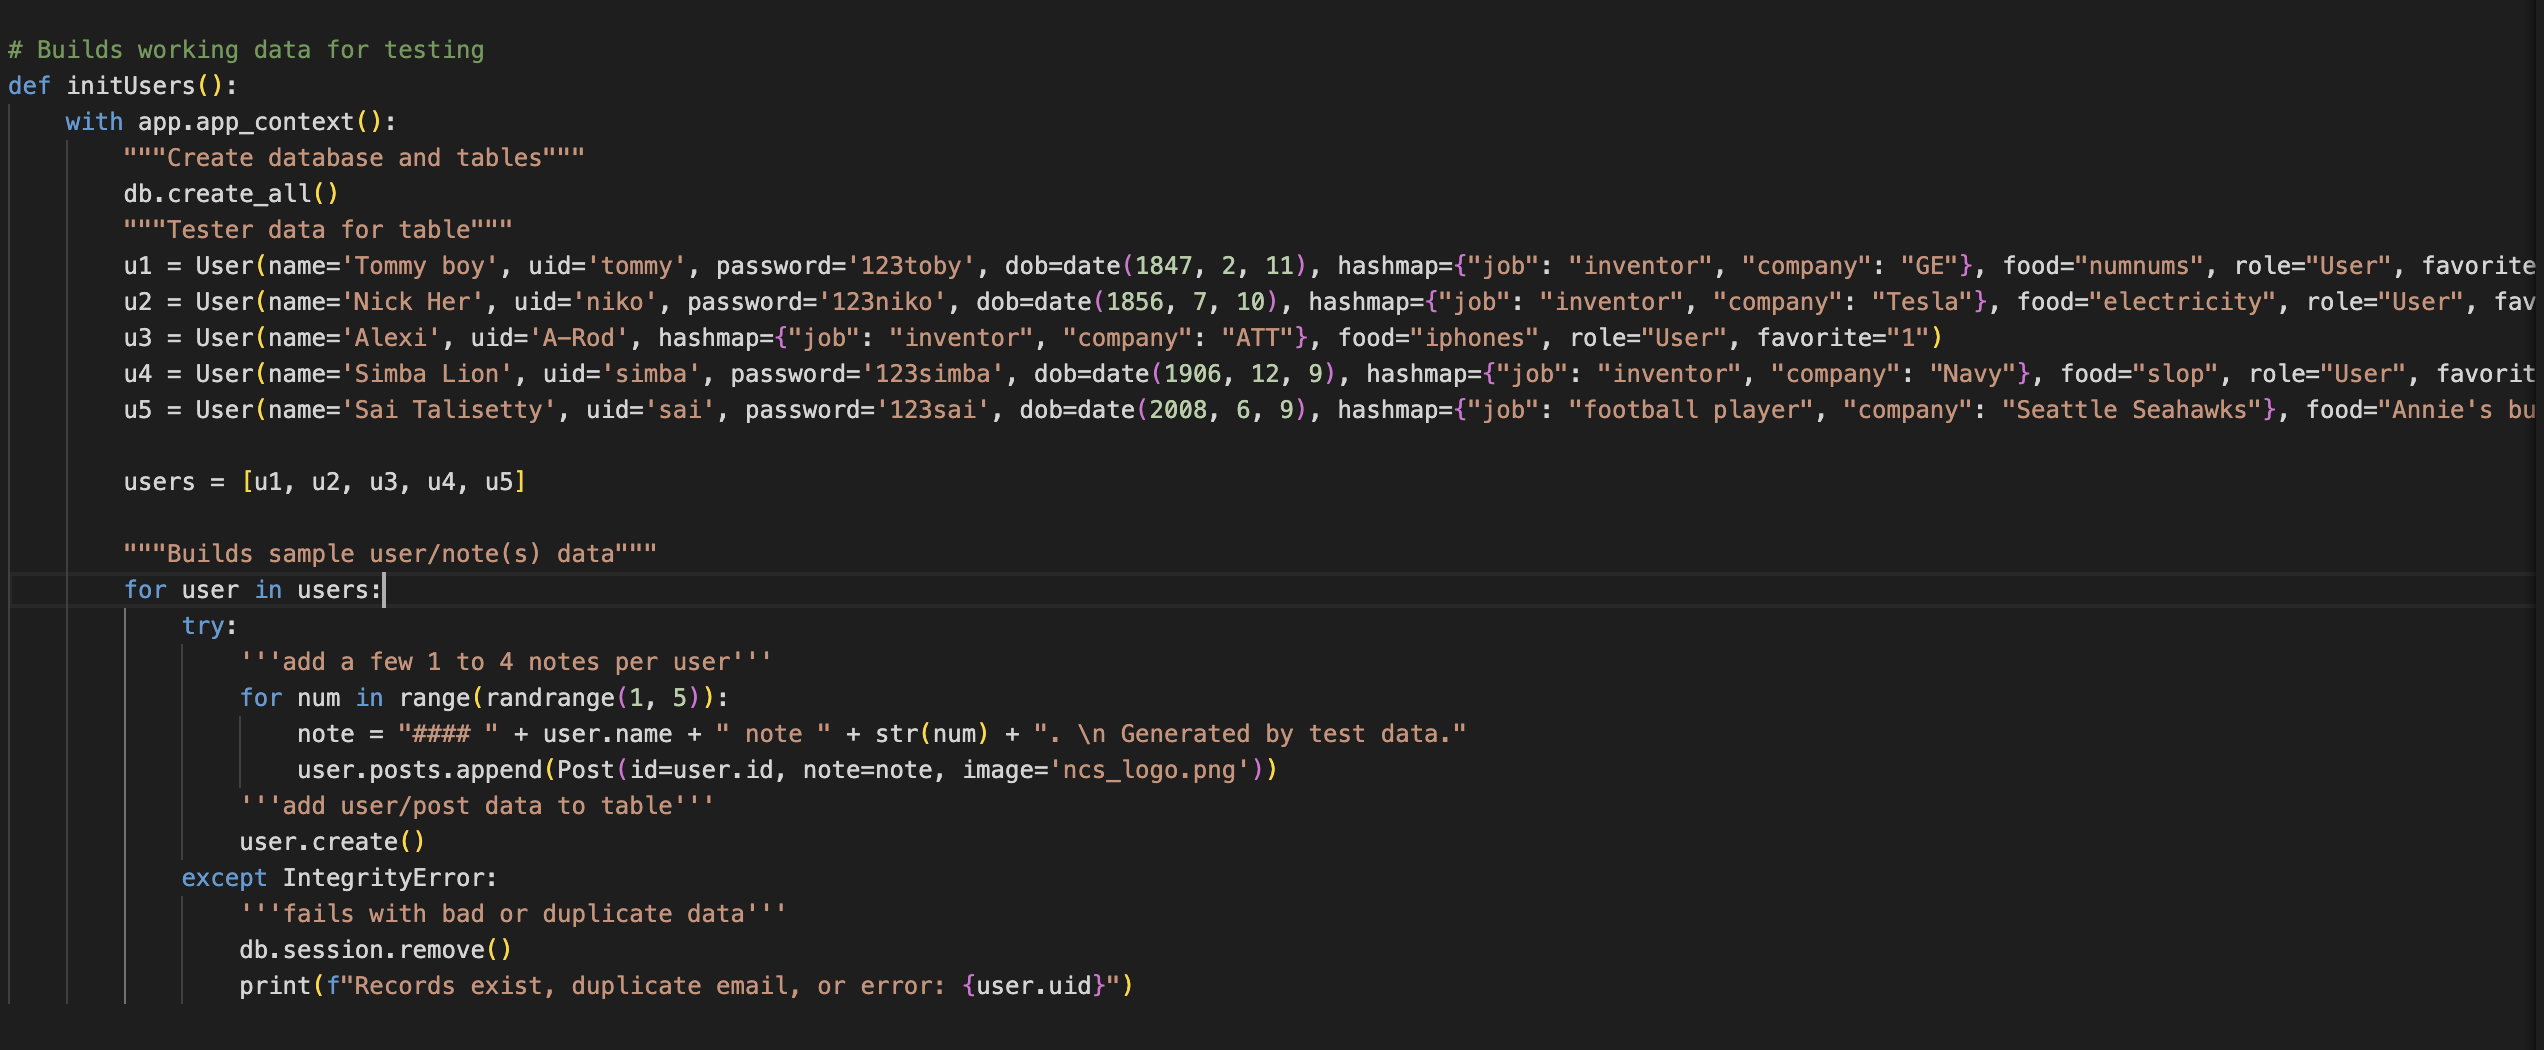 # Builds working data for testing
def initUsers():
    with app.app_context():
        """Create database and tables"""
        db.create_all()
        """Tester data for table"""
        u1 = User(name='Tommy boy', uid='tommy', password='123toby', dob=date(1847, 2, 11), hashmap={"job": "inventor", "company": "GE"}, food="numnums", role="User", favorite
        u2 = User(name='Nick Her', uid='niko', password='123niko', dob=date(1856, 7, 10), hashmap={"job": "inventor", "company": "Tesla"}, food="electricity", role="User", fav
        u3 = User(name='Alexi', uid='A-Rod', hashmap={"job": "inventor", "company": "ATT"}, food="iphones", role="User", favorite="1")
        u4 = User(name='Simba Lion', uid='simba', password='123simba', dob=date(1906, 12, 9), hashmap={"job": "inventor", "company": "Navy"}, food="slop", role="User", favorit
        u5 = User(name='Sai Talisetty', uid='sai', password='123sai', dob=date(2008, 6, 9), hashmap={"job": "football player", "company": "Seattle Seahawks"}, food="Annie's bu

        users = [u1, u2, u3, u4, u5]

        """Builds sample user/note(s) data"""
        for user in users:
            try:
                '''add a few 1 to 4 notes per user'''
                for num in range(randrange(1, 5)):
                    note = "#### " + user.name + " note " + str(num) + ". \n Generated by test data."
                    user.posts.append(Post(id=user.id, note=note, image='ncs_logo.png'))
                '''add user/post data to table'''
                user.create()
            except IntegrityError:
                '''fails with bad or duplicate data'''
                db.session.remove()
                print(f"Records exist, duplicate email, or error: {user.uid}")